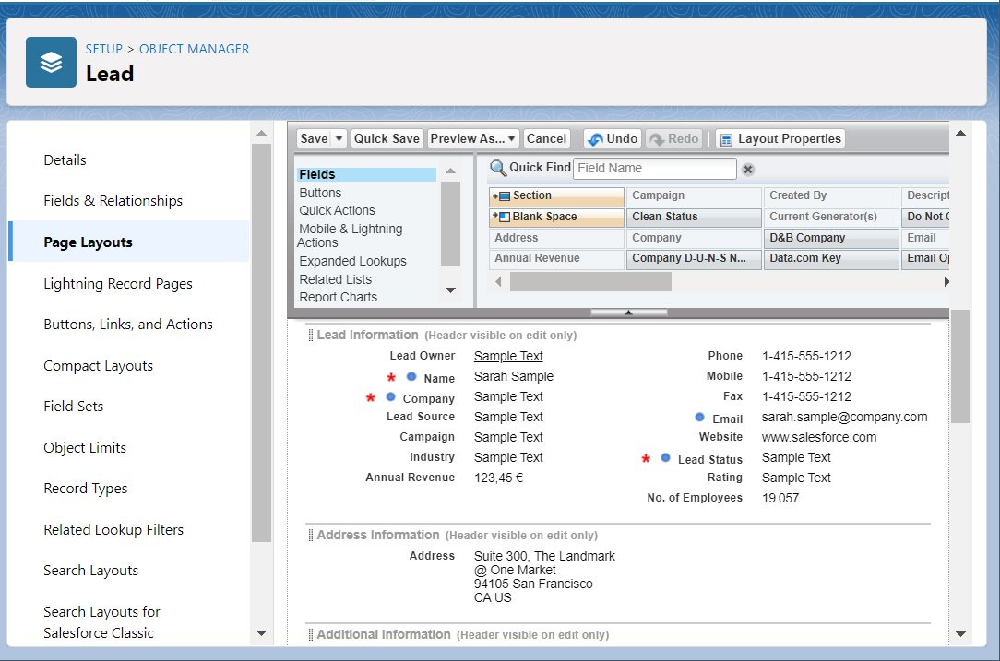 SETUP > OBJECT MANAGER
Lead
Details
Fields & Relationships
Page Layouts
Lightning Record Pages
Buttons, Links, and Actions
Compact Layouts
Field Sets
Object Limits
Record Types
Related Lookup Filters
Search Layouts
Search Layouts for
Salesforce Classic
Save Quick Save Preview As... Cancel Undo Redo Layout Properties
Fields
Buttons
Quick Actions
Mobile & Lightning
Actions
Expanded Lookups
Related Lists
Report Charts
Quick Find Field Name
Section Campaign Created By Descript
Blank Space Clean Status Current Generator(s) Do Not C
Address Company D&B Company Email
Annual Revenue Company D-U-N-S N... Data.com Key Email Op
Lead Information (Header visible on edit only)
Lead Owner Sample Text Phone 1-415-555-1212
* Name Sarah Sample Mobile 1-415-555-1212
* Company Sample Text Fax 1-415-555-1212
Lead Source Sample Text Email sarah.sample@company.com
Campaign Sample Text Website www.salesforce.com
Industry Sample Text * Lead Status Sample Text
Annual Revenue 123,45 € Rating Sample Text
No. of Employees 19 057
Address Information (Header visible on edit only)
Address Suite 300, The Landmark
@ One Market
94105 San Francisco
CA US
Additional Information (Header visible on edit only)